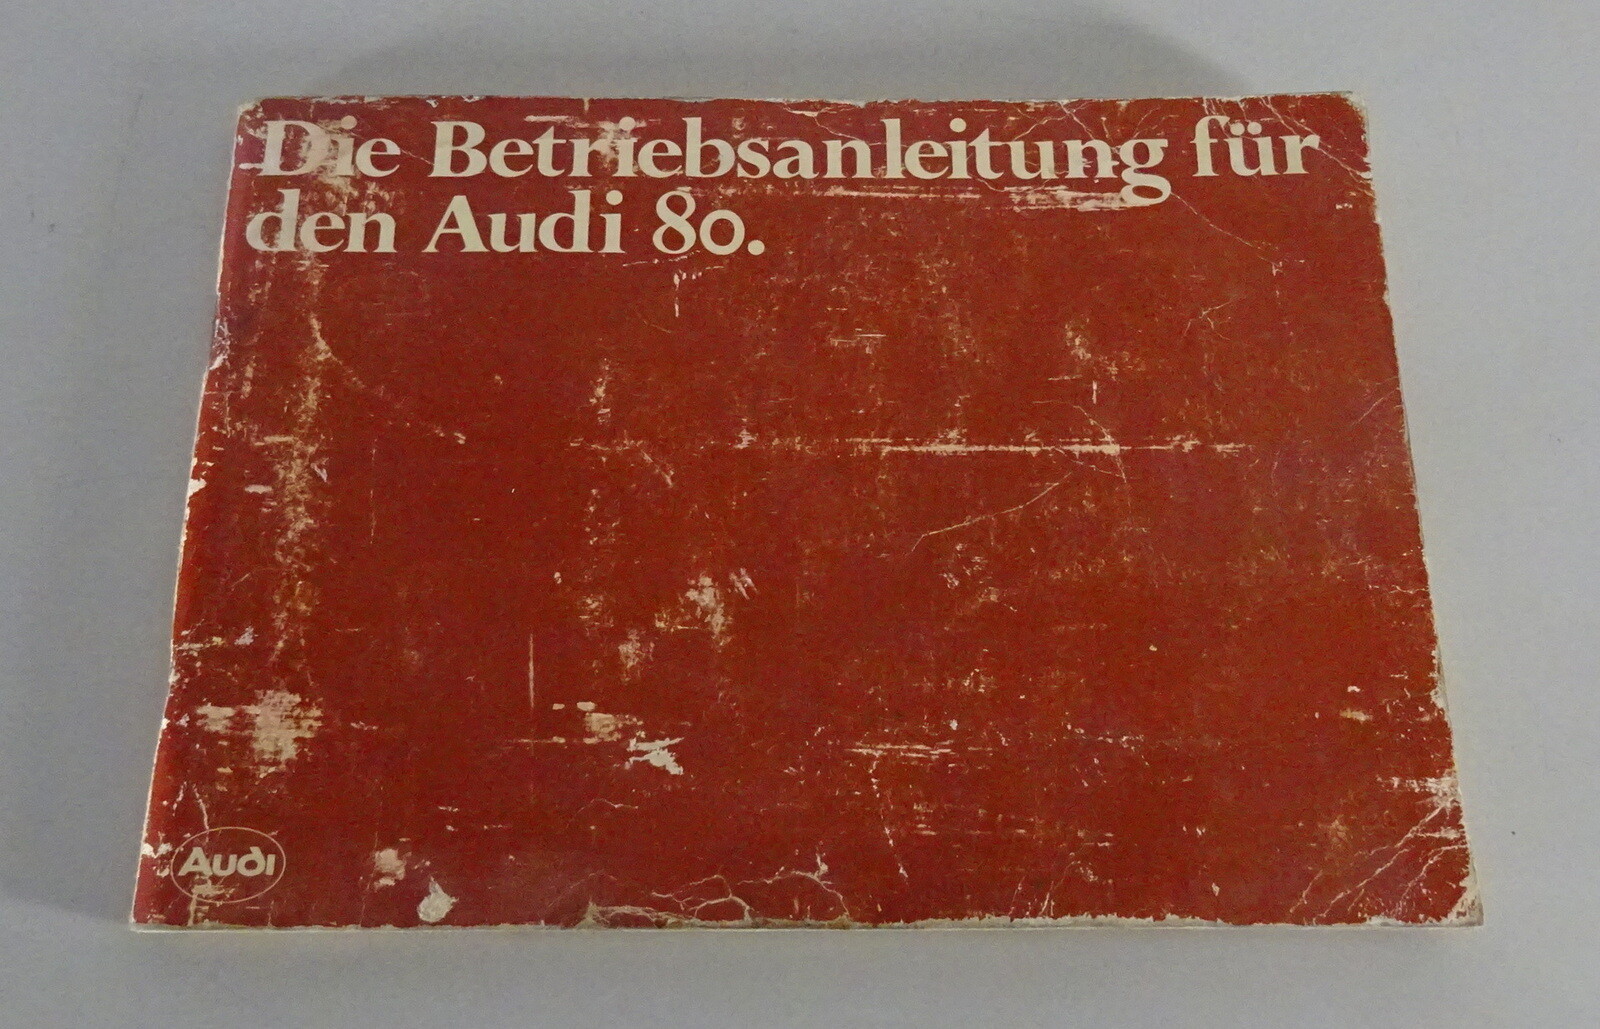 Die Betriebsanleitung für
den Audi 80.
Audi